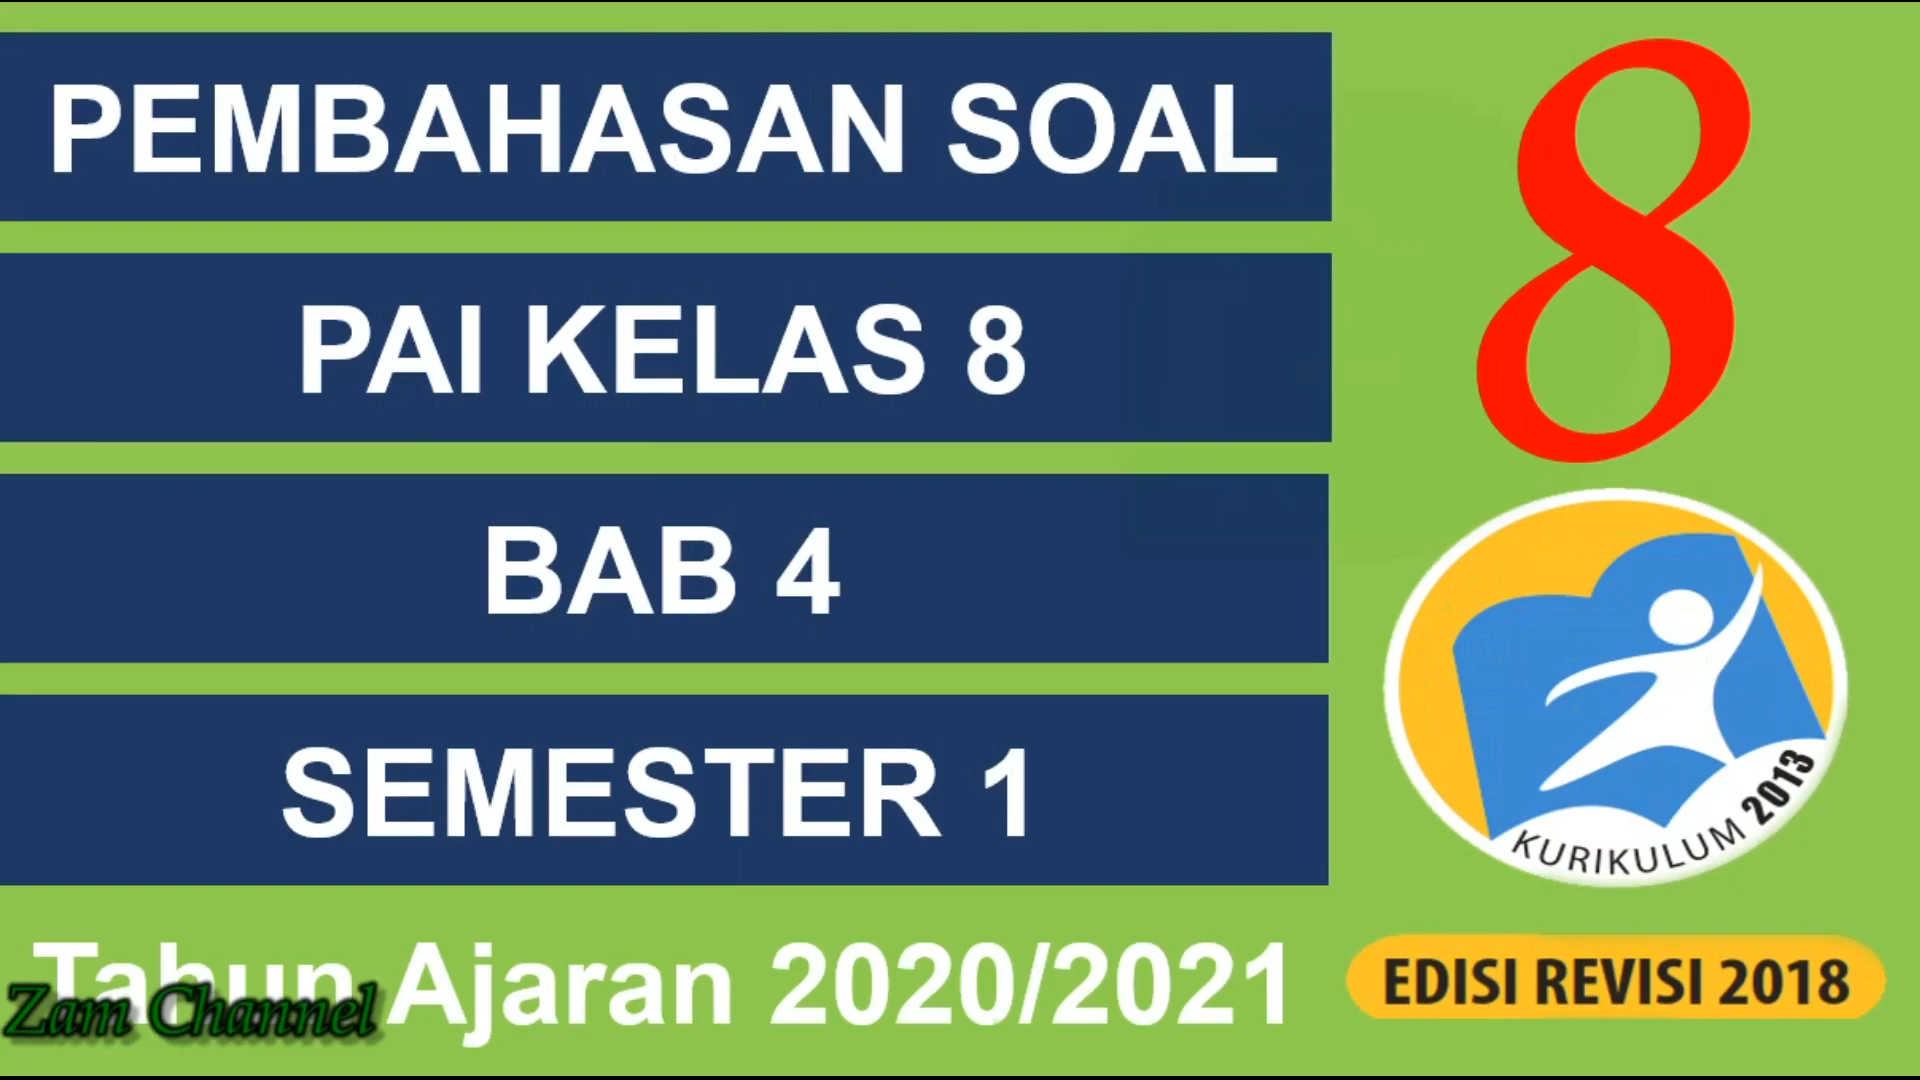 PEMBAHASAN SOAL
8
PAI KELAS 8
BAB 4
SEMESTER 1
KURIKULUM 2013
Tahun Ajaran 2020/2021
EDISI REVISI 2018
Zam Channel